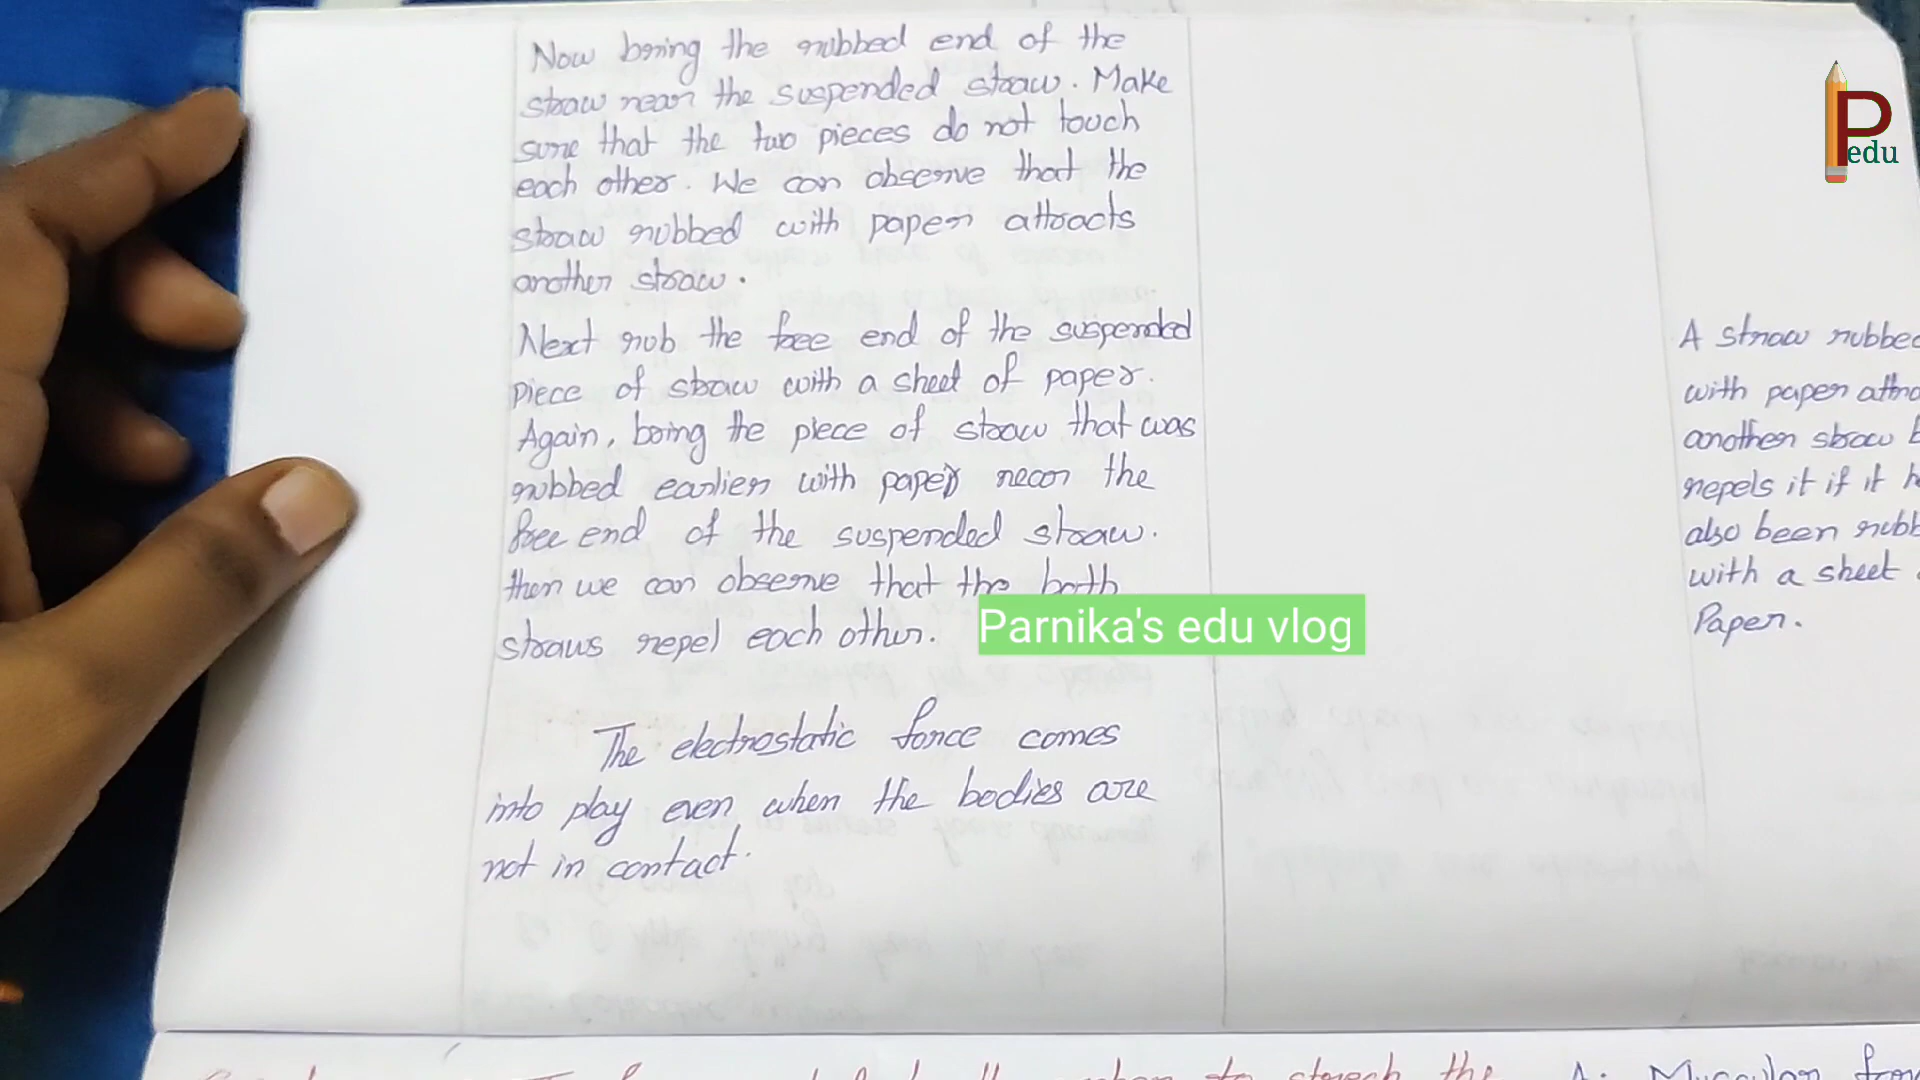 Now bring the rubbed end of the
straw near the suspended straw. Make
sure that the two pieces do not touch
each other. We can observe that the
straw rubbed with paper attracts
another straw.
Next rub the free end of the suspended
piece of straw with a sheet of paper.
Again, bring the piece of straw that was
rubbed earlier with paper near the
free end of the suspended straw.
then we can observe that the both
straws repel each other.
The electrostatic force comes
into play even when the bodies are
not in contact.
A straw rubbed
with paper
another straw
repels it if it
also been
with a sheet
Paper.
Parnika's edu vlog
P
edu